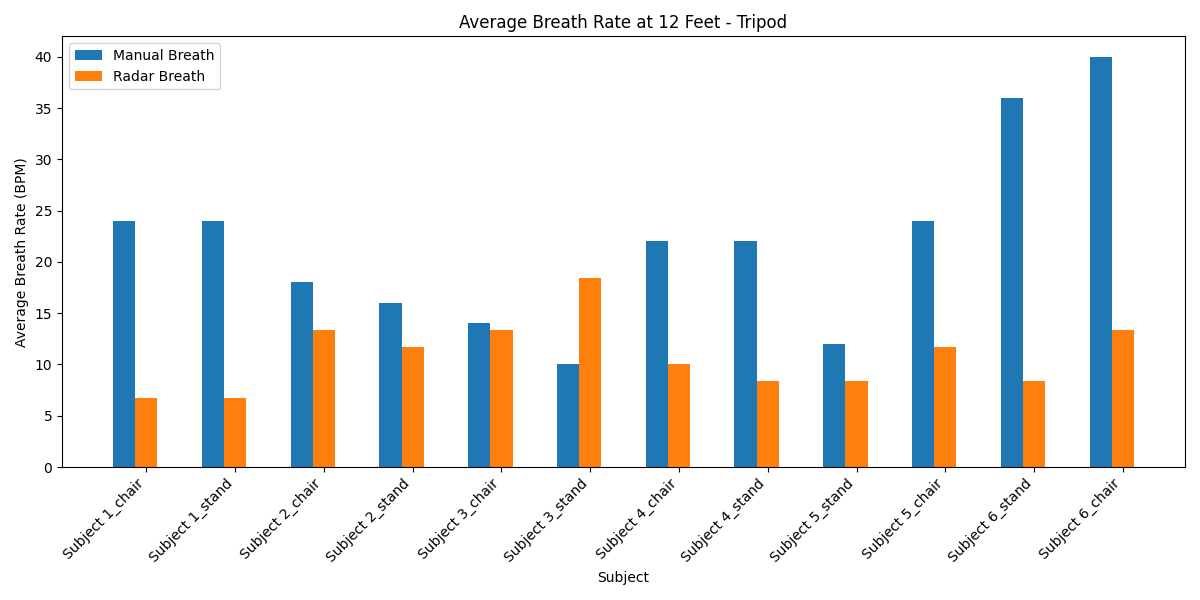 Average Breath Rate at 12 Feet - Tripod
Manual Breath
Radar Breath
Average Breath Rate (BPM)
40
35
30
25
20
15
10
5
0
Subject 1_chair
Subject 1_stand
Subject 2_chair
Subject 2_stand
Subject 3_chair
Subject 3_stand
Subject 4_chair
Subject 4_stand
Subject 5_stand
Subject 5_chair
Subject 6_stand
Subject 6_chair
Subject